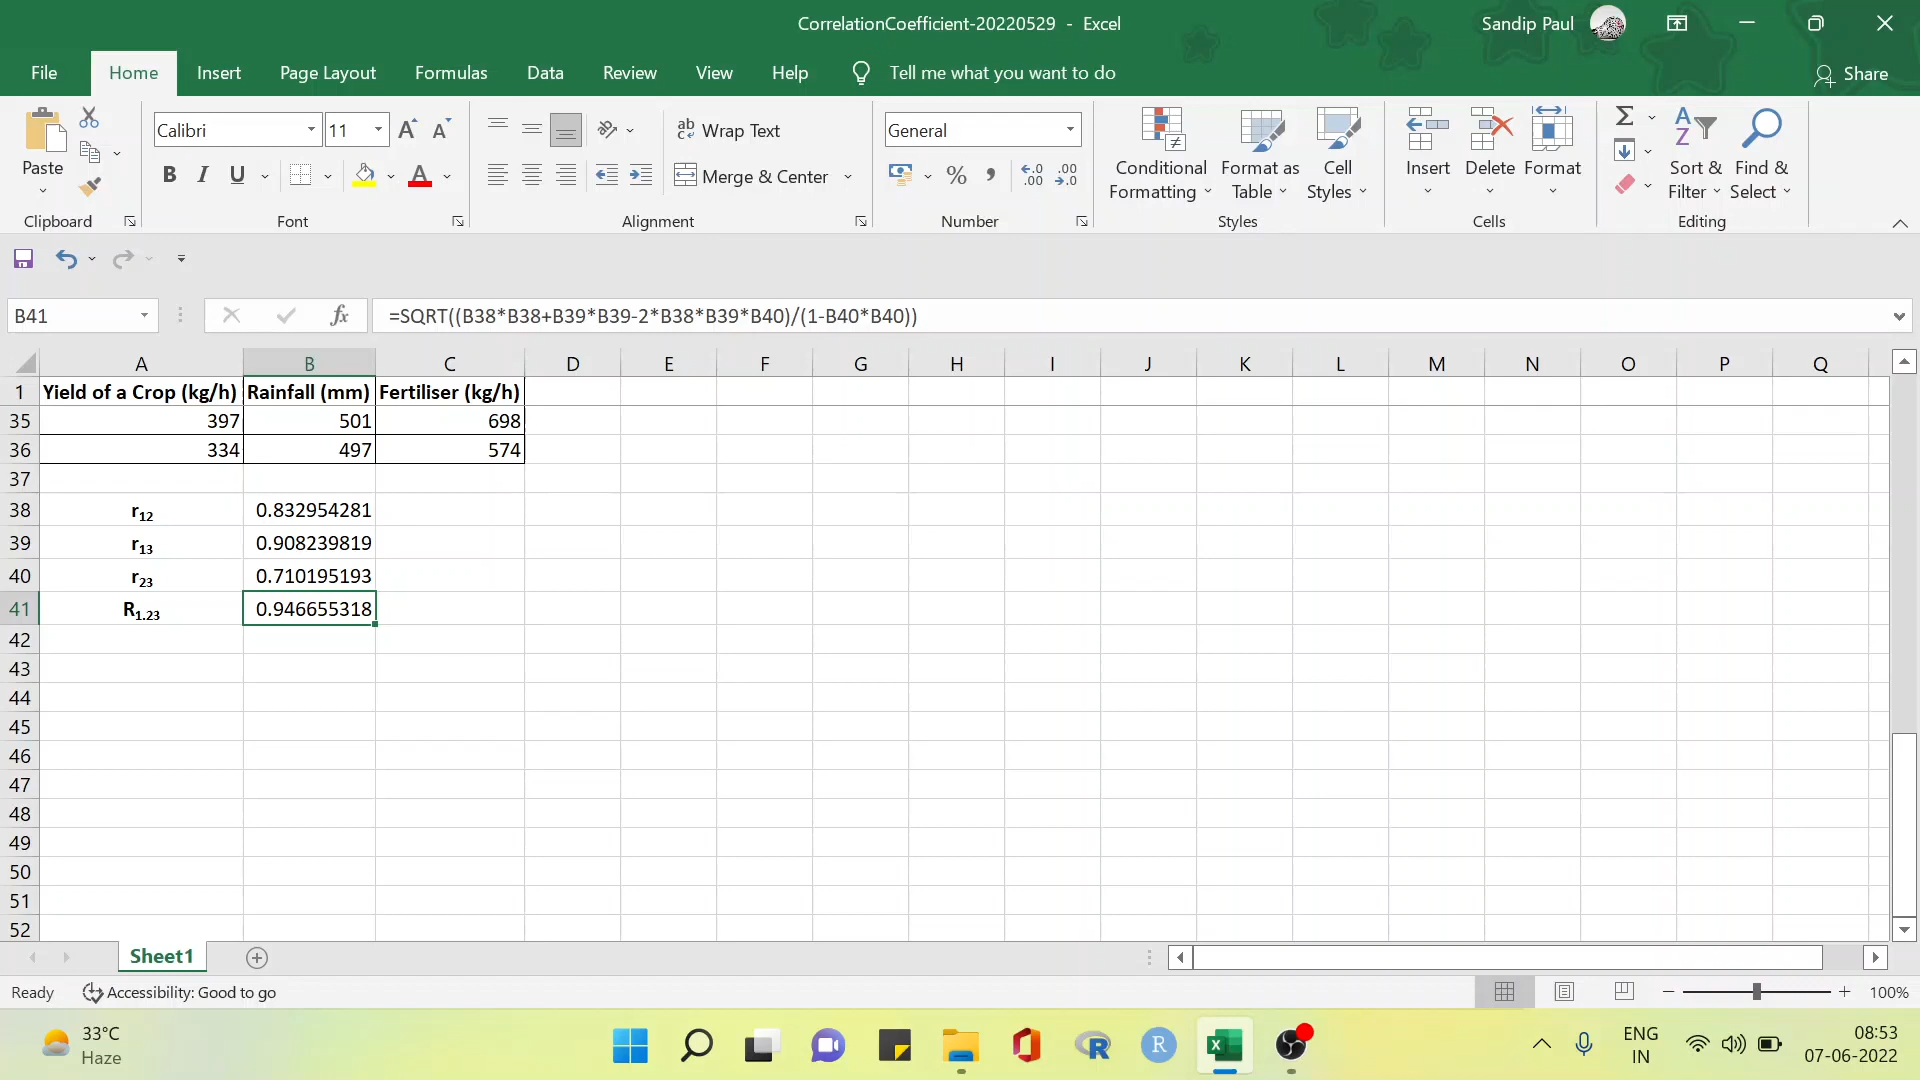 CorrelationCoefficient-20220529 - Excel
Sandip Paul
File Home Insert Page Layout Formulas Data Review View Help Tell me what you want to do Share
Paste
Clipboard
Calibri 11
B I U A
Font
ab Wrap Text
Merge & Center
Alignment
General
% , .00
Number
Conditional Formatting
Format as Table
Cell Styles
Styles
Insert Delete Format
Cells
Sort & Filter
Find & Select
Editing
B41 fx =SQRT((B38*B38+B39*B39-2*B38*B39*B40)/(1-B40*B40))
A B C D E F G H I J K L M N O P Q
1 Yield of a Crop (kg/h) Rainfall (mm) Fertiliser (kg/h)
35 397 501 698
36 334 497 574
37
38 r12 0.832954281
39 r13 0.908239819
40 r23 0.710195193
41 R1.23 0.946655318
42
43
44
45
46
47
48
49
50
51
52
Sheet1
Ready Accessibility: Good to go 100%
33°C
Haze
ENG
IN
08:53
07-06-2022